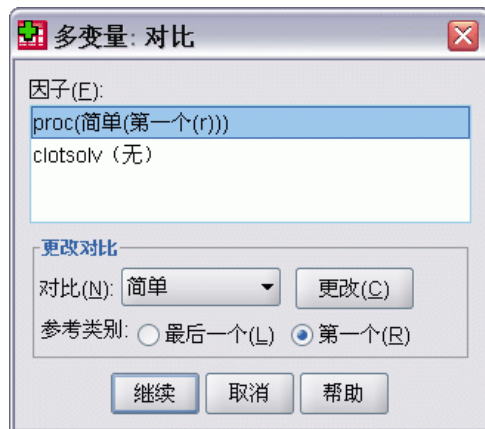 多变量: 对比
因子(F):
proc(简单(第一个(r)))
clotsolv（无）
更改对比
对比(N): 简单 更改(C)
参考类别: 最后一个(L) 第一个(R)
继续 取消 帮助